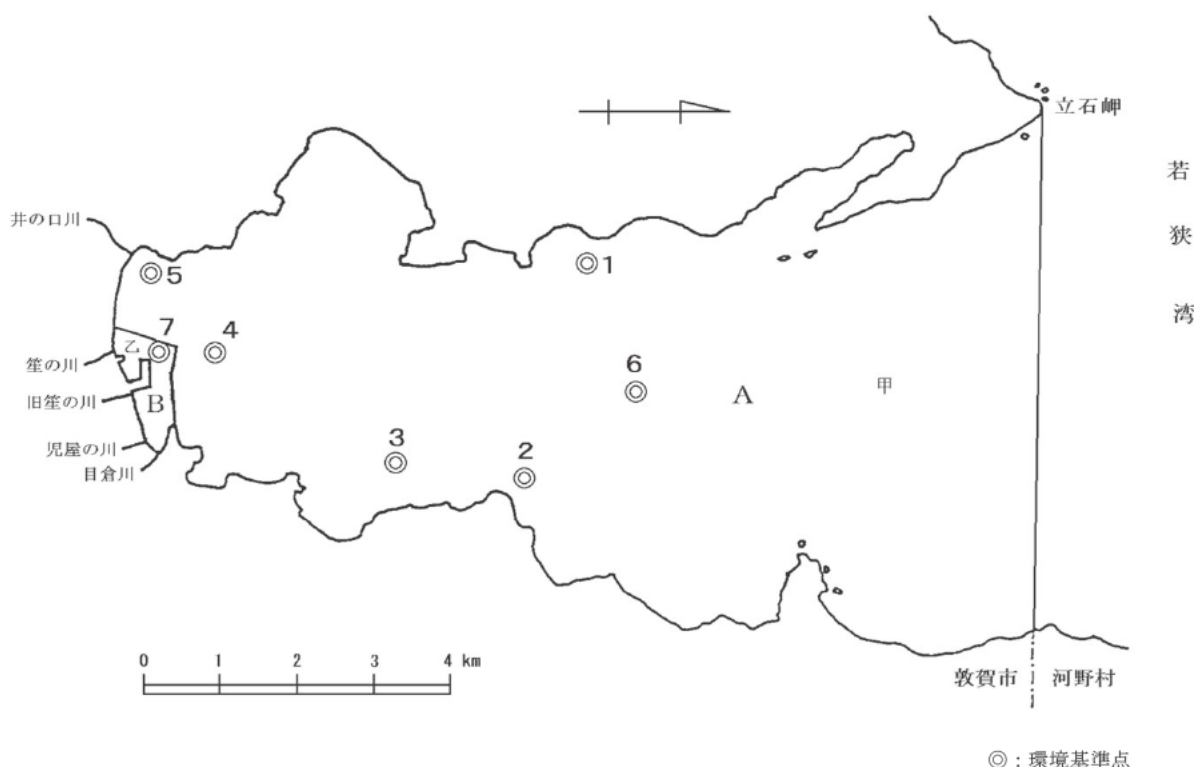 立石岬
若
狭
湾
井の口川
5
1
7
4
乙
笙の川
6
A
甲
旧笙の川
B
児屋の川
目倉川
3
2
0 1 2 3 4 km
敦賀市
河野村
◎:環境基準点